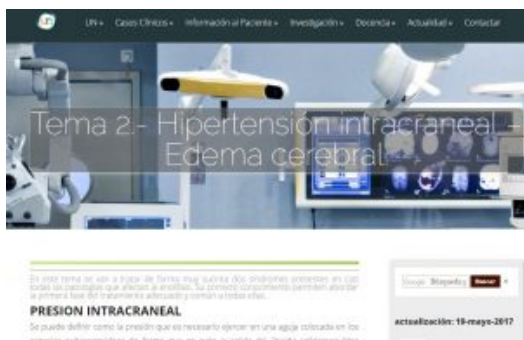 UN Casos Clínicos Información al Paciente Investigación Docencia Actualidad Contactar
Tema 2.- Hipertensión intracraneal -
Edema cerebral
En este tema se van a tratar de forma muy sucinta dos síndromes presentes en casi
todas las patologías que afectan al encéfalo. Su correcto conocimiento permiten abordar
la primera fase del tratamiento adecuado y común a todas ellas.
PRESION INTRACRANEAL
Se puede definir como la presión que es necesario ejercer en una aguja colocada en los
Google Búsqueda Buscar
actualización: 19-mayo-2017